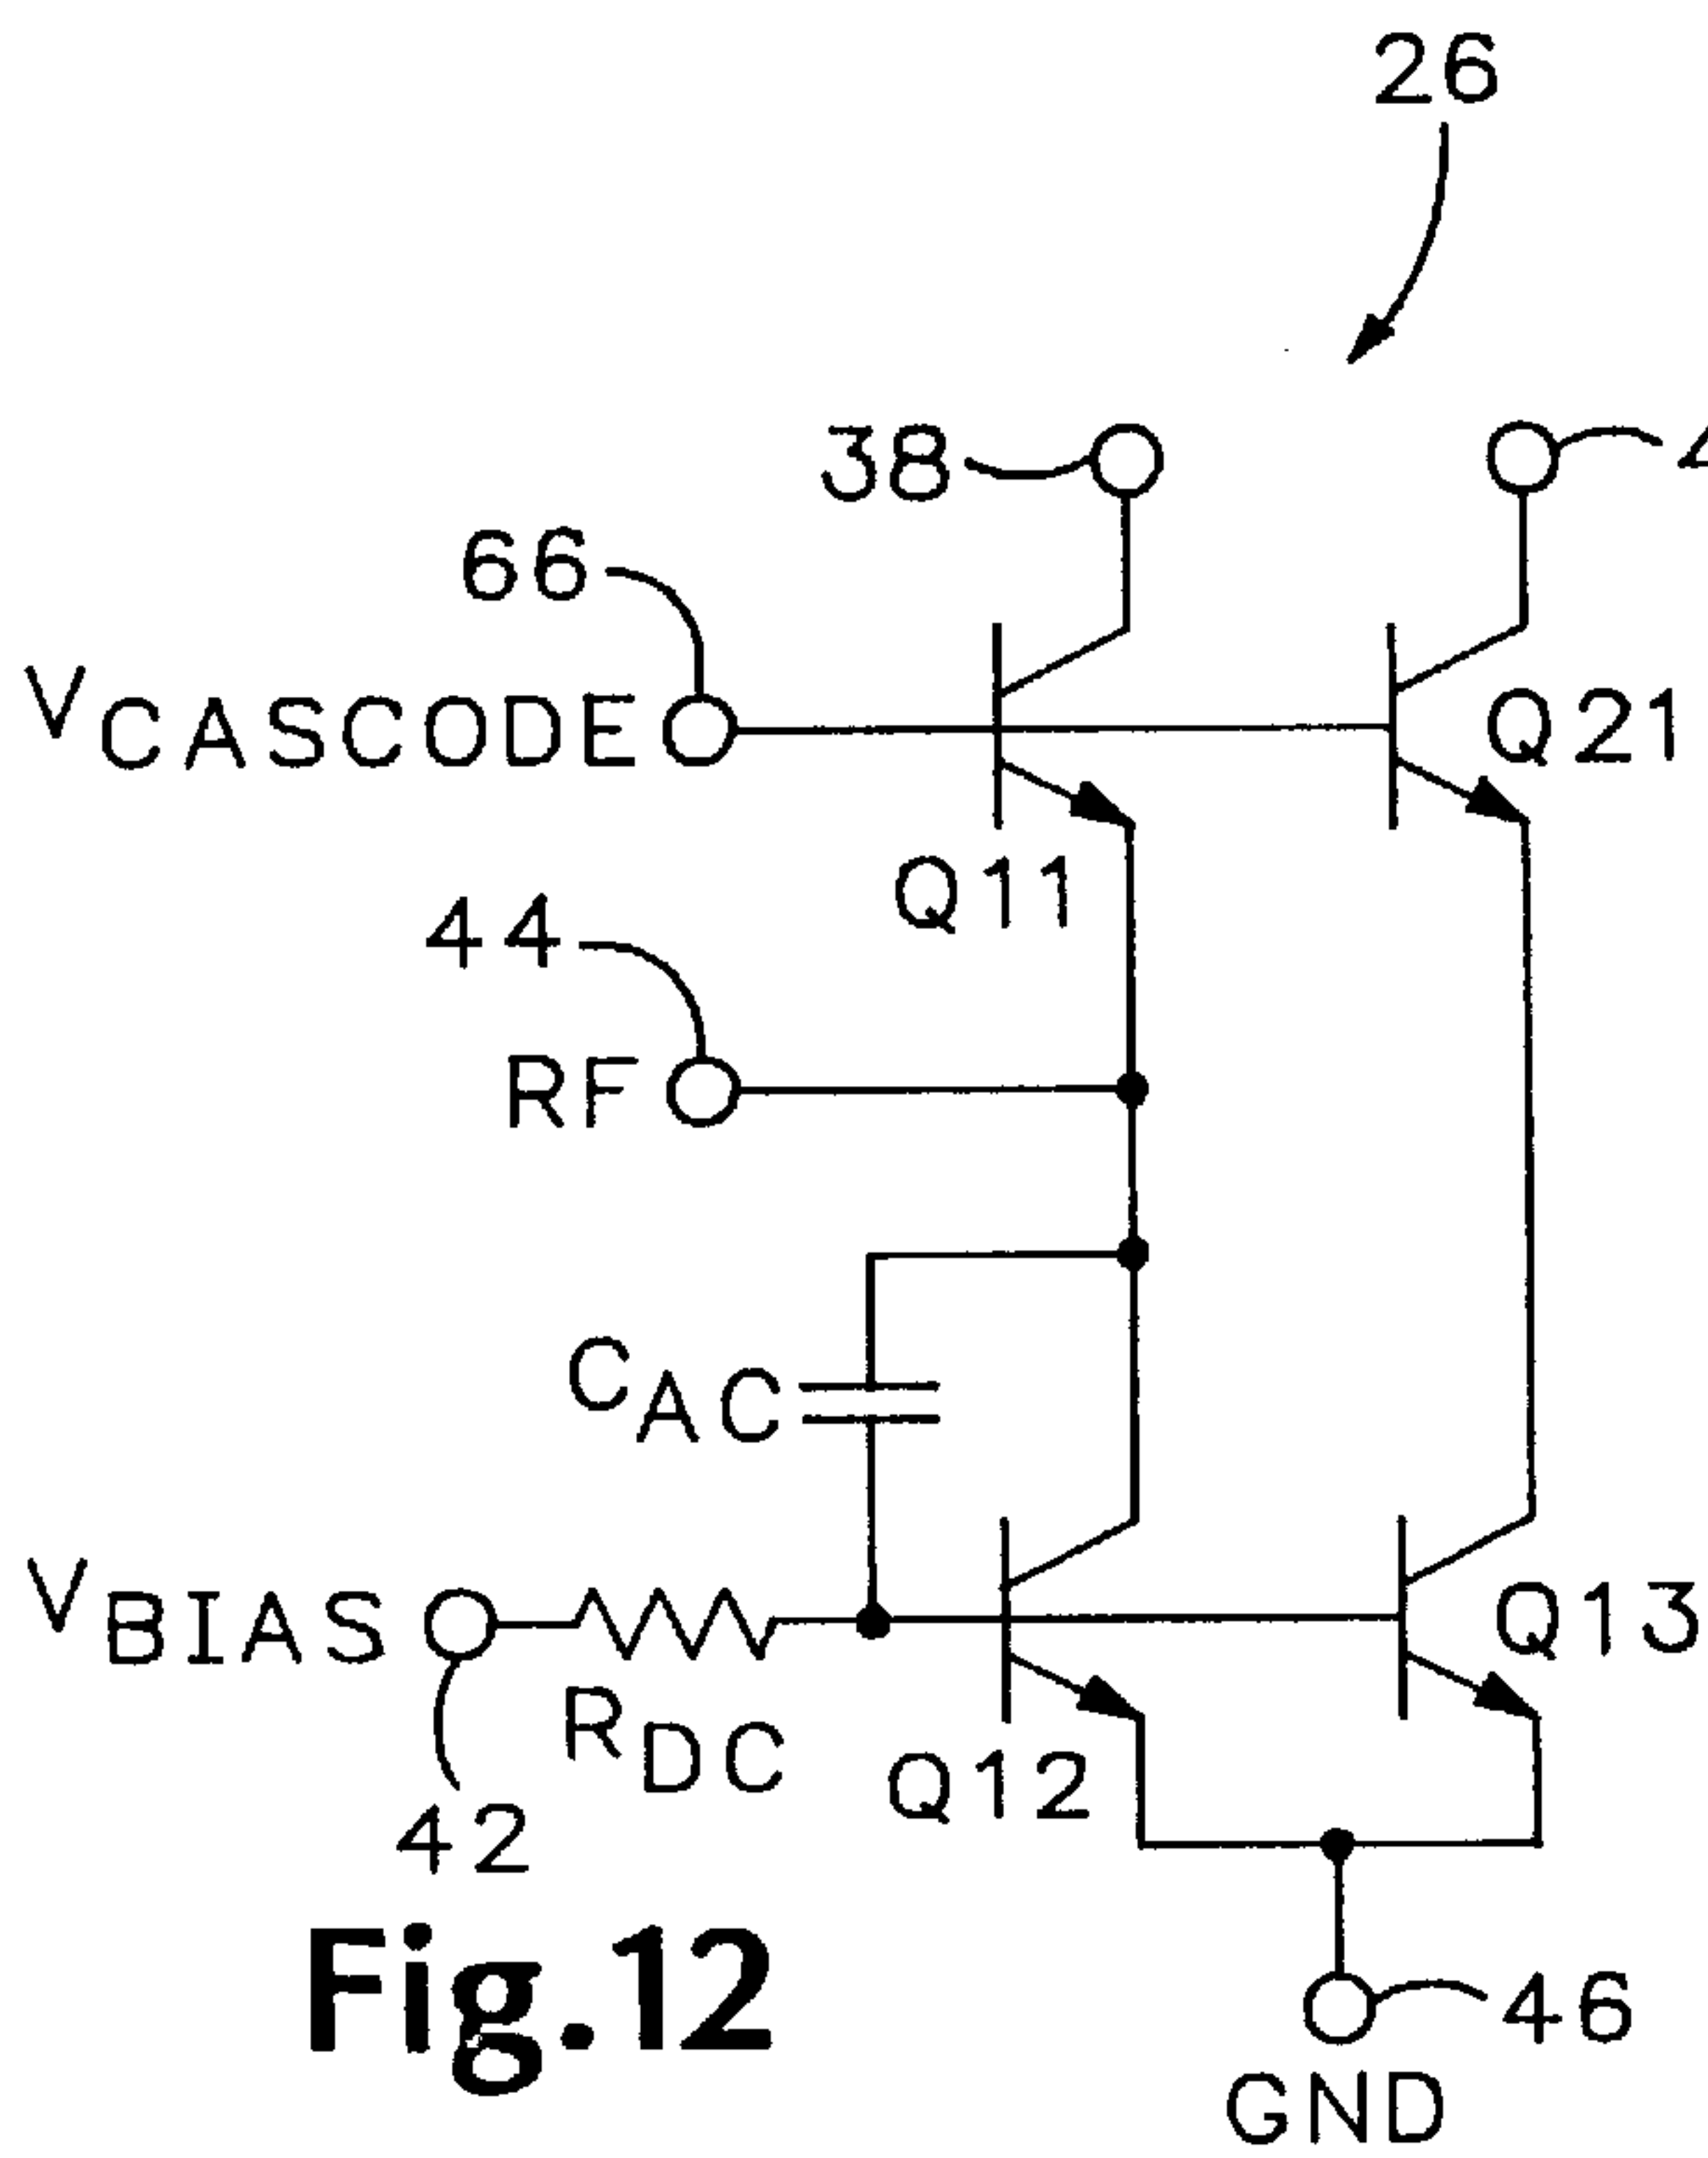 26
38
66
VCASCODE
Q21
Q11
44
RF
CAC
VBIAS
Q13
RDC
Q12
42
Fig.12
46
GND